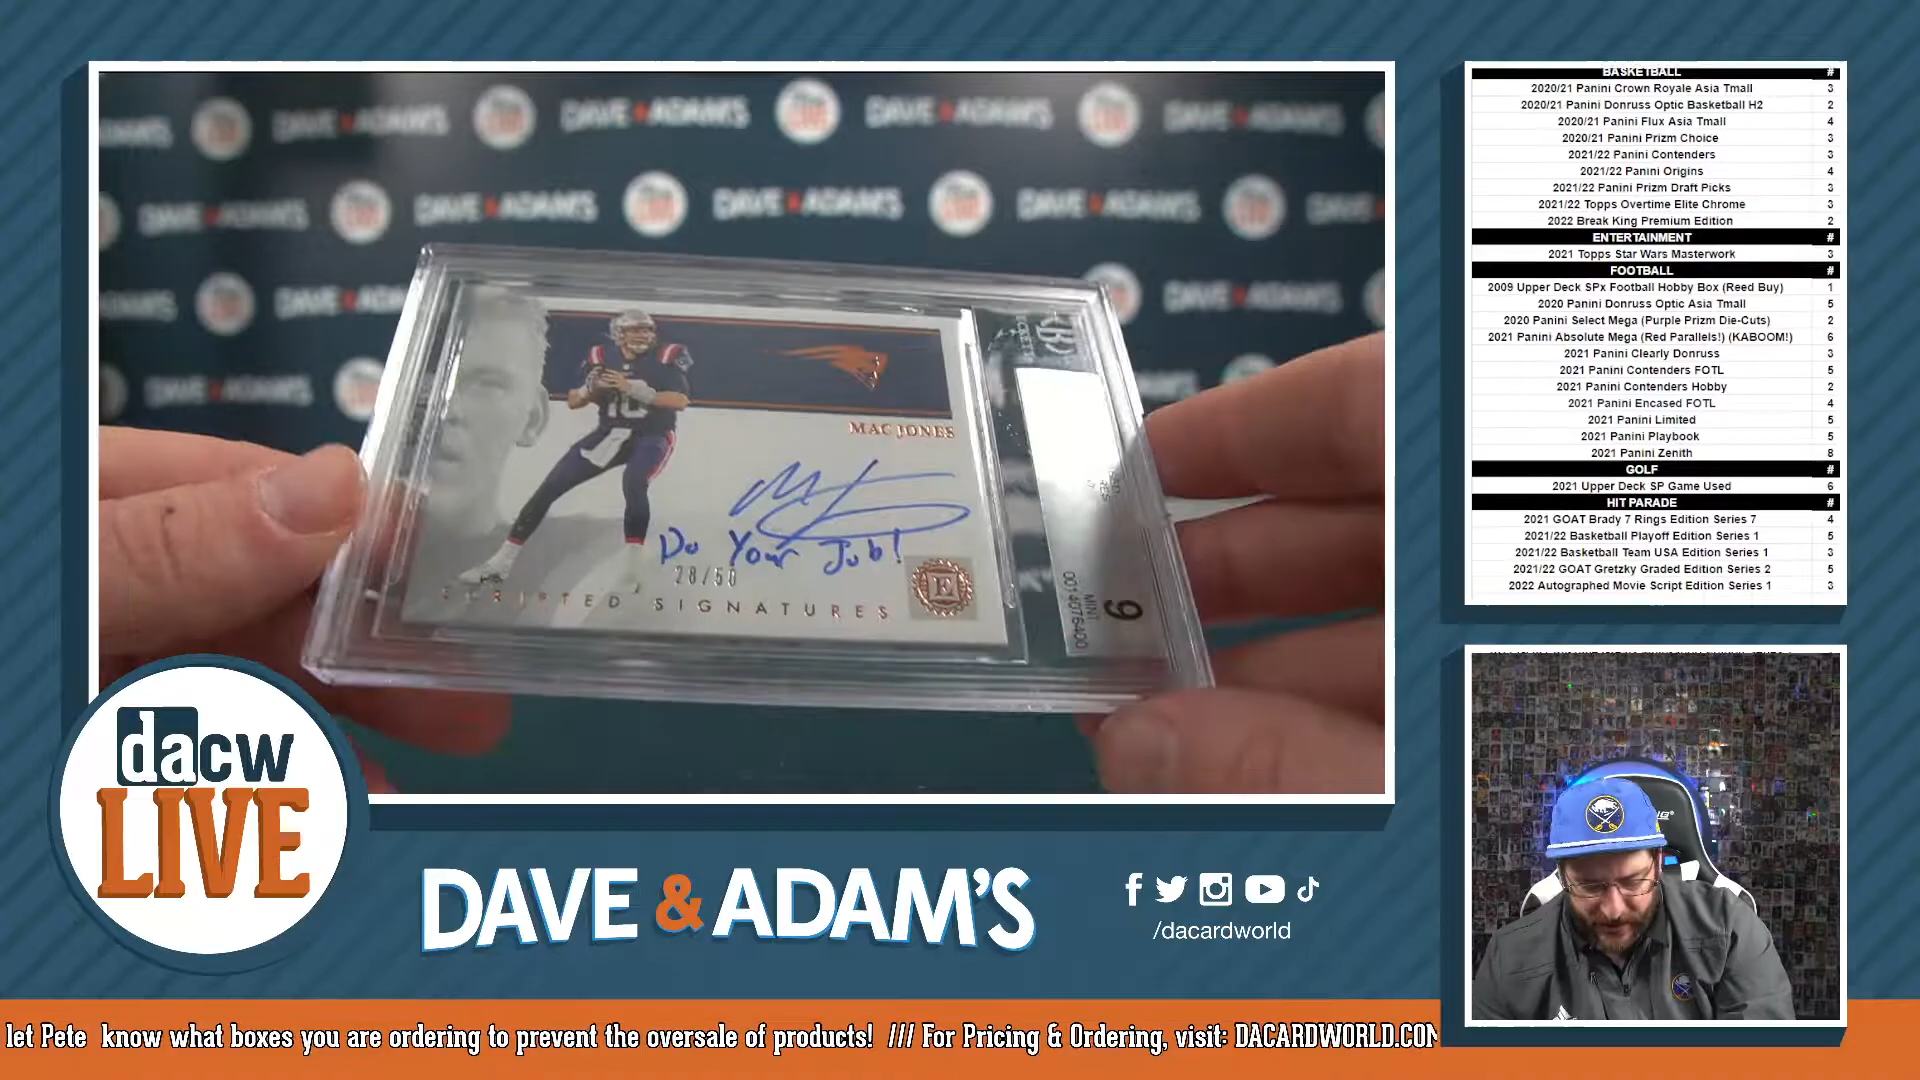 DAVE & ADAM'S
MAC JONES
Do Your Job!
28/50
SCRIPTED SIGNATURES
E
MINT
9
0014076400
BASKETBALL #
2020/21 Panini Crown Royale Asia Tmall 3
2020/21 Panini Donruss Optic Basketball H2 2
2020/21 Panini Flux Asia Tmall 4
2020/21 Panini Prizm Choice 3
2021/22 Panini Contenders 3
2021/22 Panini Origins 4
2021/22 Panini Prizm Draft Picks 3
2021/22 Topps Overtime Elite Chrome 3
2022 Break King Premium Edition 2
ENTERTAINMENT #
2021 Topps Star Wars Masterwork 3
FOOTBALL #
2009 Upper Deck SPx Football Hobby Box (Reed Buy) 1
2020 Panini Donruss Optic Asia Tmall 5
2020 Panini Select Mega (Purple Prizm Die-Cuts) 2
2021 Panini Absolute Mega (Red Parallels!) (KABOOM!) 6
2021 Panini Clearly Donruss 3
2021 Panini Contenders FOTL 5
2021 Panini Contenders Hobby 2
2021 Panini Encased FOTL 4
2021 Panini Limited 5
2021 Panini Playbook 5
2021 Panini Zenith 8
GOLF #
2021 Upper Deck SP Game Used 6
HIT PARADE #
2021 GOAT Brady 7 Rings Edition Series 7 4
2021/22 Basketball Playoff Edition Series 1 5
2021/22 Basketball Team USA Edition Series 1 3
2021/22 GOAT Gretzky Graded Edition Series 2 5
2022 Autographed Movie Script Edition Series 1 3
dacw
LIVE
DAVE & ADAM'S
/dacardworld
let Pete know what boxes you are ordering to prevent the oversale of products! /// For Pricing & Ordering, visit: DACARDWORLD.COM